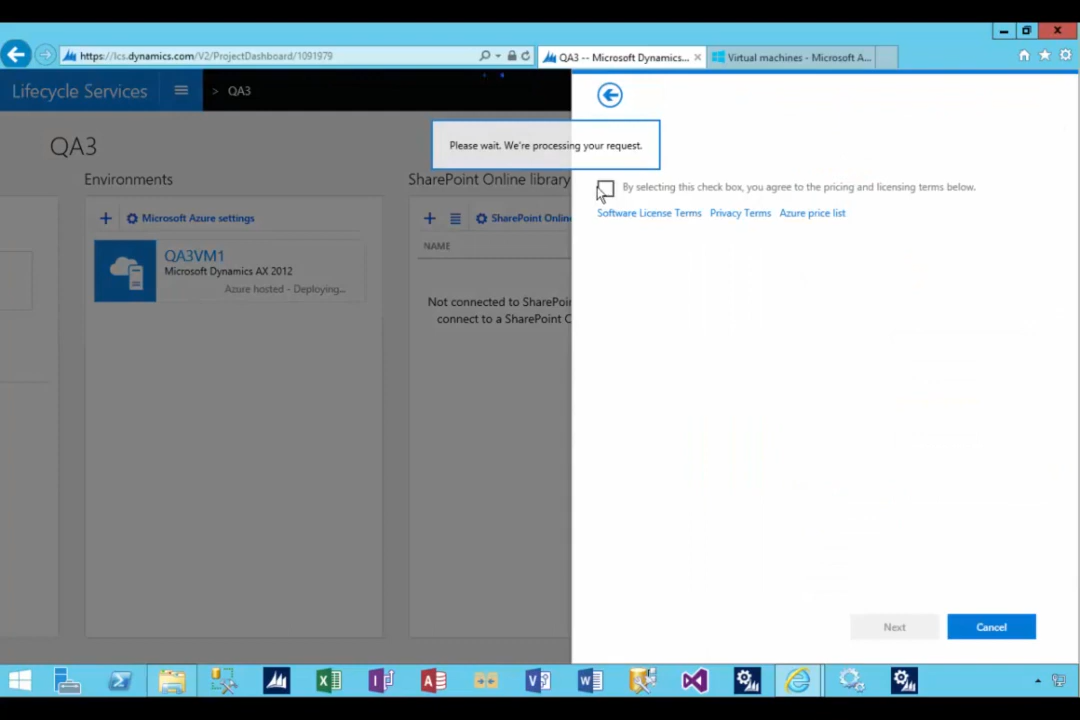 https://lcs.dynamics.com/V2/ProjectDashboard/1091979
QA3 -- Microsoft Dynamics...
Virtual machines - Microsoft A...
Lifecycle Services
> QA3
Please wait. We're processing your request.
QA3
Environments
SharePoint Online library
By selecting this check box, you agree to the pricing and licensing terms below.
Software License Terms
Privacy Terms
Azure price list
Microsoft Azure settings
SharePoint Online
NAME
QA3VM1
Microsoft Dynamics AX 2012
Azure hosted - Deploying...
Not connected to SharePoin
connect to a SharePoint O
Next
Cancel